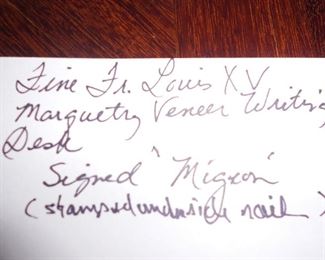 Fine Fr. Louis XV
Marquetry Veneer Writing
Desk
Signed "Migeon"
(stamped underside rail)